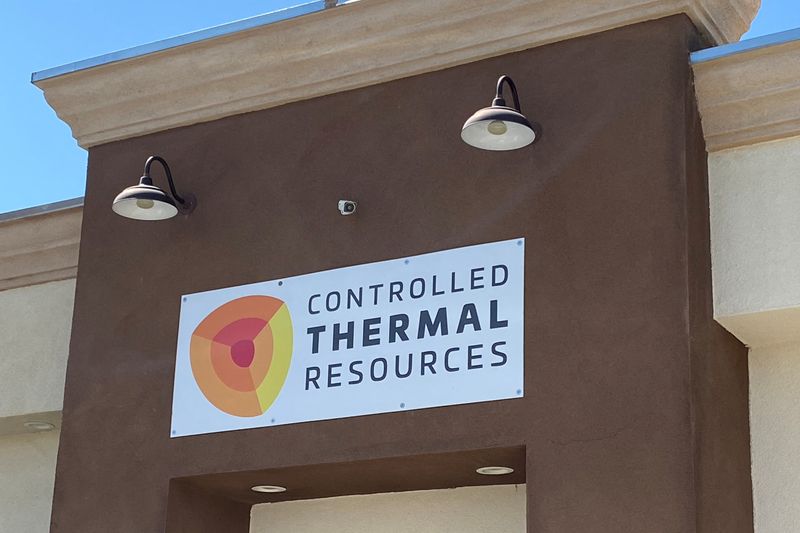 CONTROLLED
THERMAL
RESOURCES